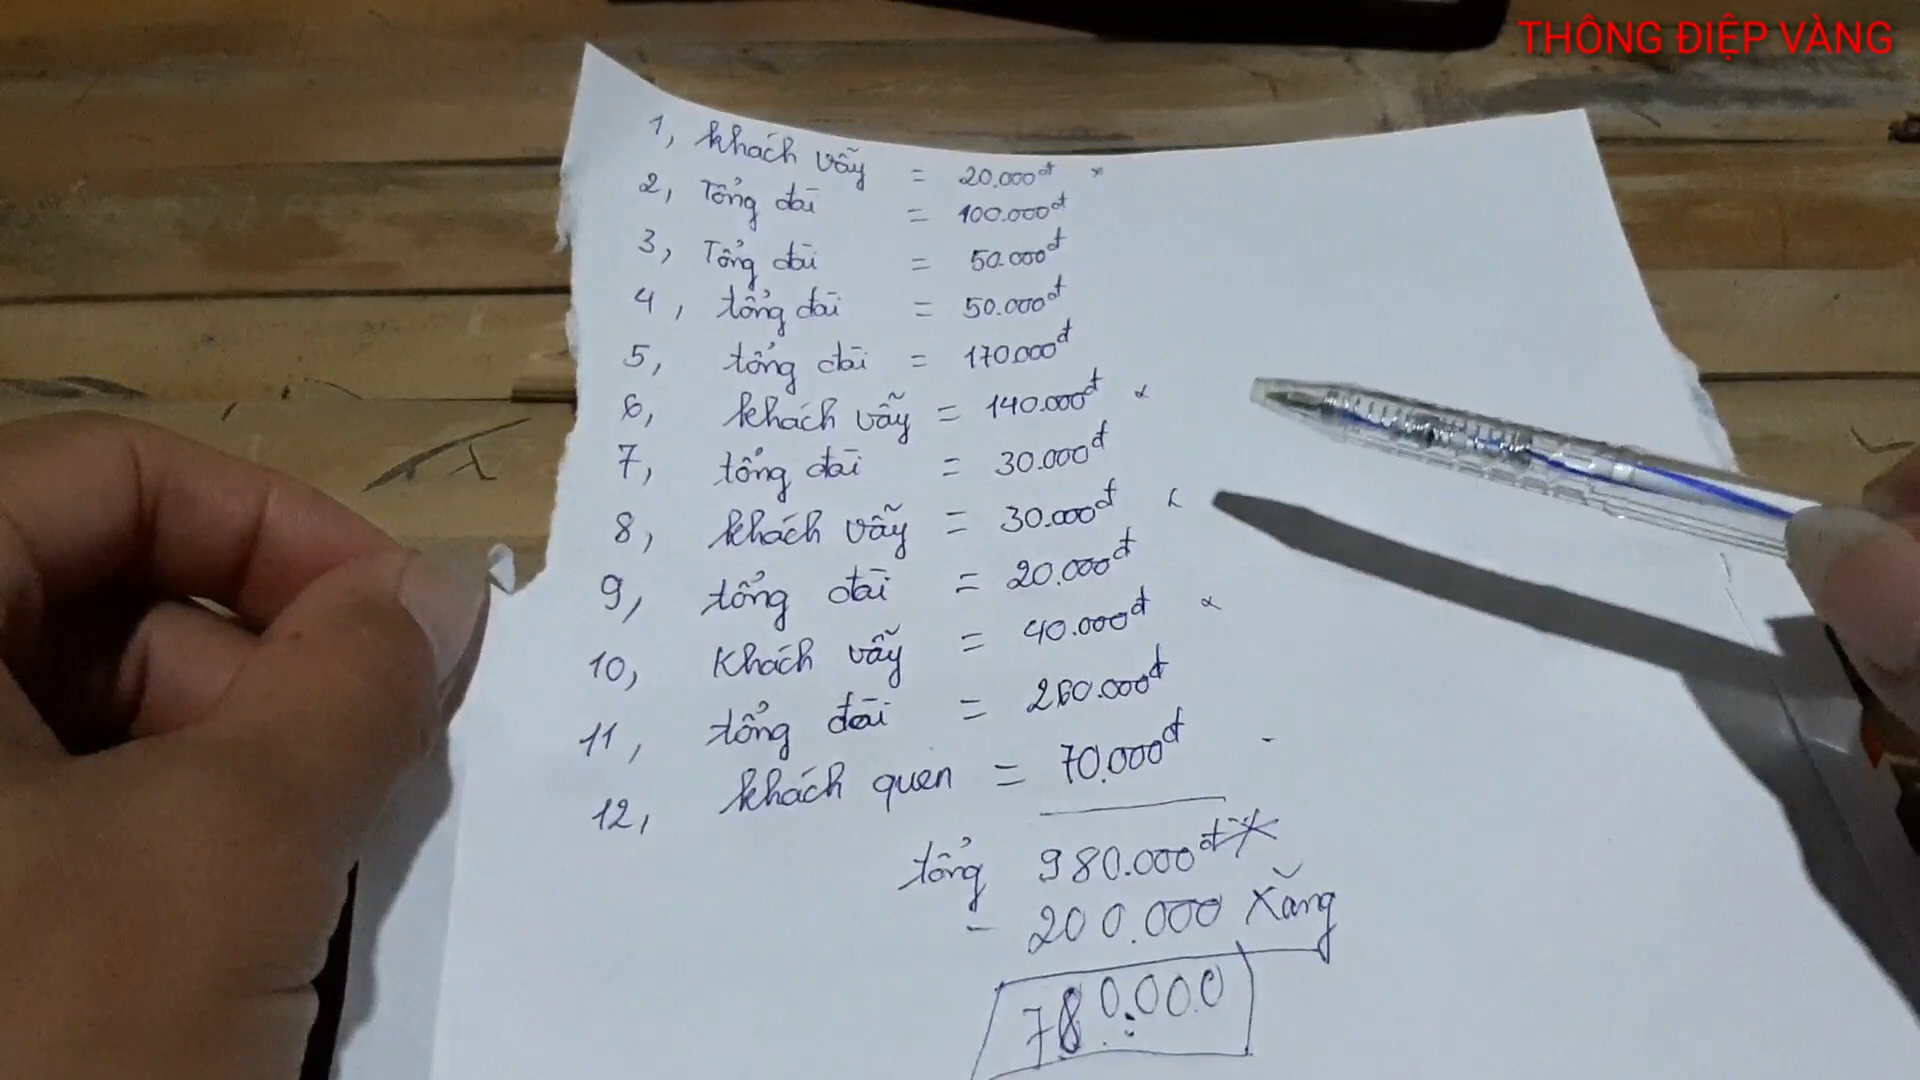 THÔNG ĐIỆP VÀNG
1, khách vẫy = 20.000đ x
2, Tổng đài = 100.000đ
3, Tổng đài = 50.000đ
4, tổng đài = 50.000đ
5, tổng đài = 170.000đ
6, khách vẫy = 140.000đ x
7, tổng đài = 30.000đ
8, khách vẫy = 30.000đ x
9, tổng đài = 20.000đ
10, Khách vẫy = 40.000đ x
11, tổng đài = 260.000đ
12, khách quen = 70.000đ -
tổng 980.000đ
- 200.000 Xăng
780.000